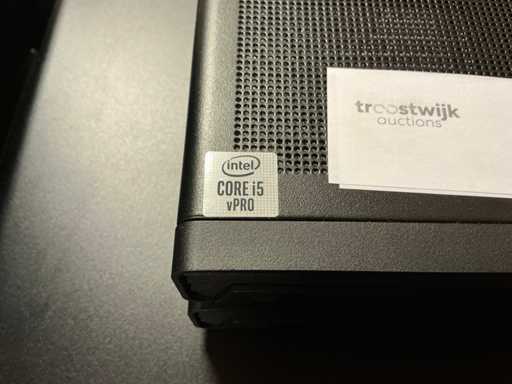 troostwijk
auctions
intel
CORE i5
vPRO